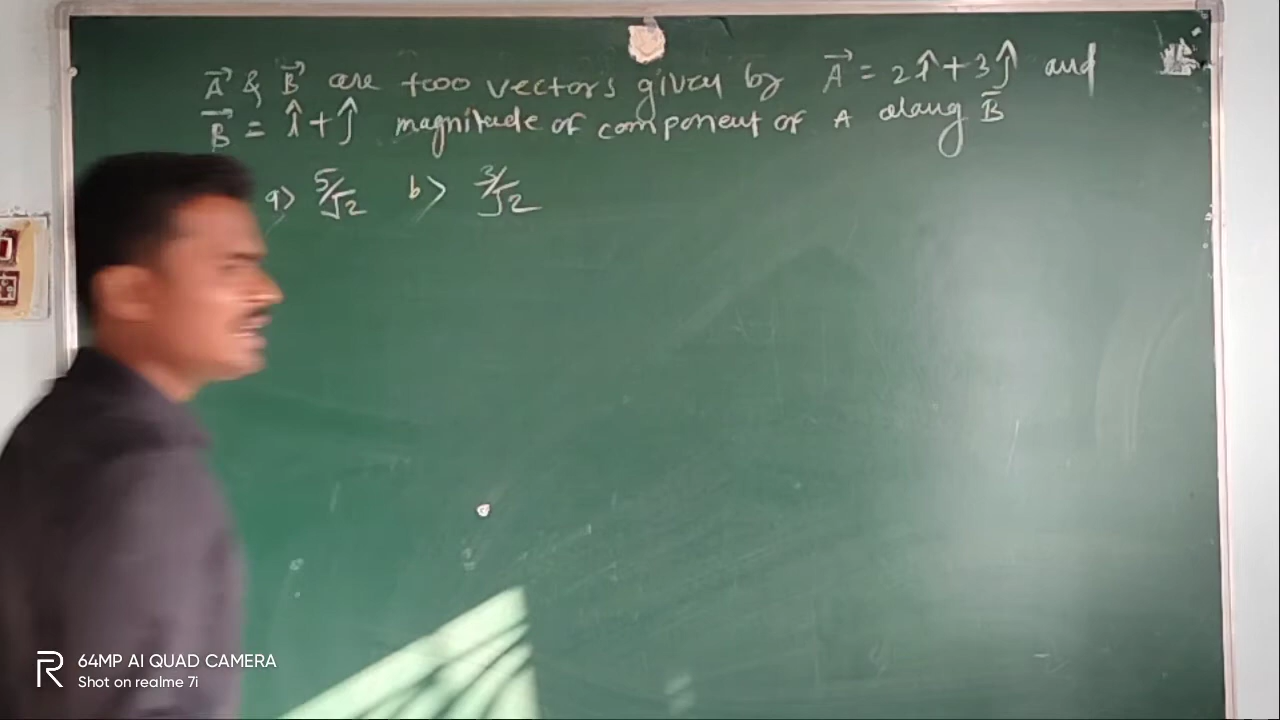 A⃗ & B⃗ are two vectors given by A⃗ = 2î+3ĵ and
B⃗ = î+ĵ magnitude of component of A along B⃗
a> 5/√2 b> 3/√2
R 64MP AI QUAD CAMERA
Shot on realme 7i